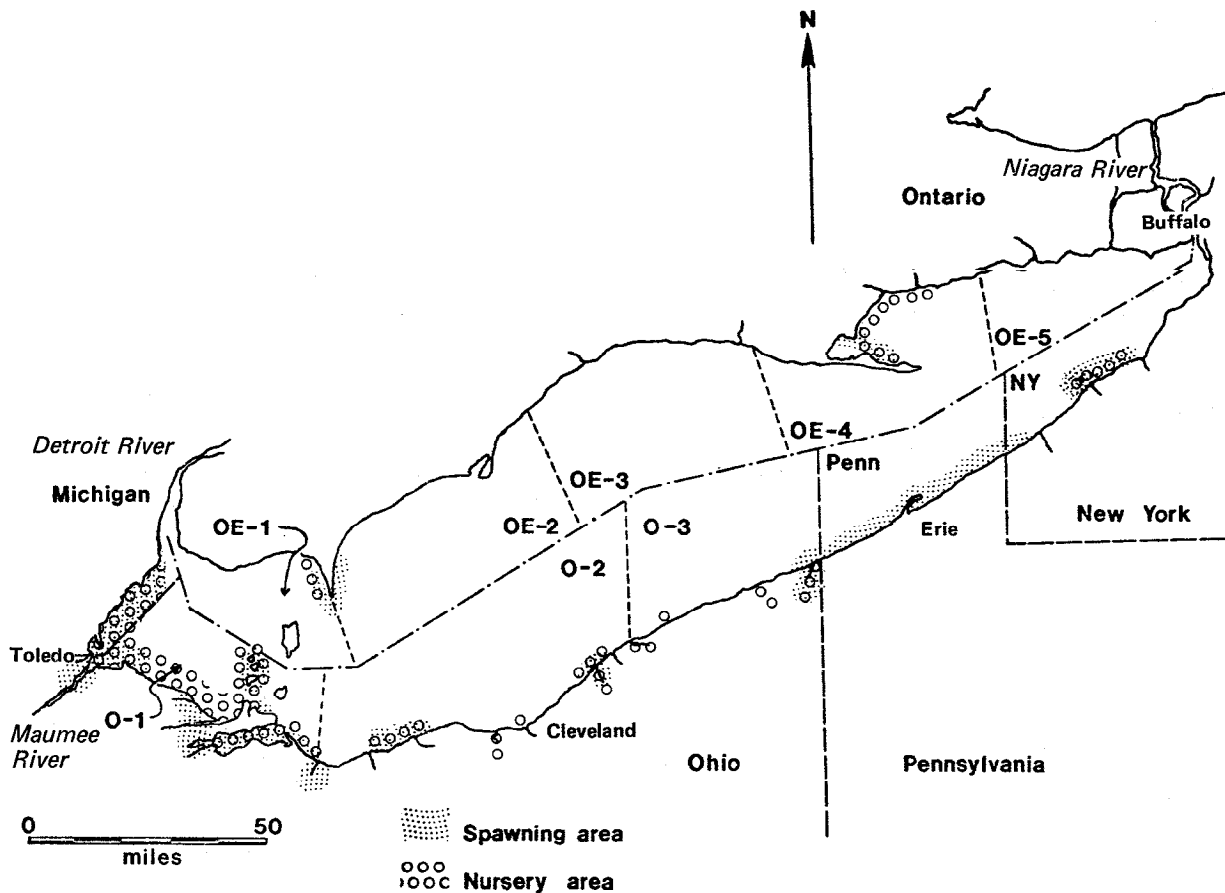 N
Niagara River
Ontario
Buffalo
OE-5
NY
Detroit River
Michigan
OE-4
Penn
OE-3
OE-1
OE-2
O-3
O-2
Erie
New York
Toledo
O-1
Maumee
River
Cleveland
Ohio
Pennsylvania
0 50
miles
Spawning area
Nursery area